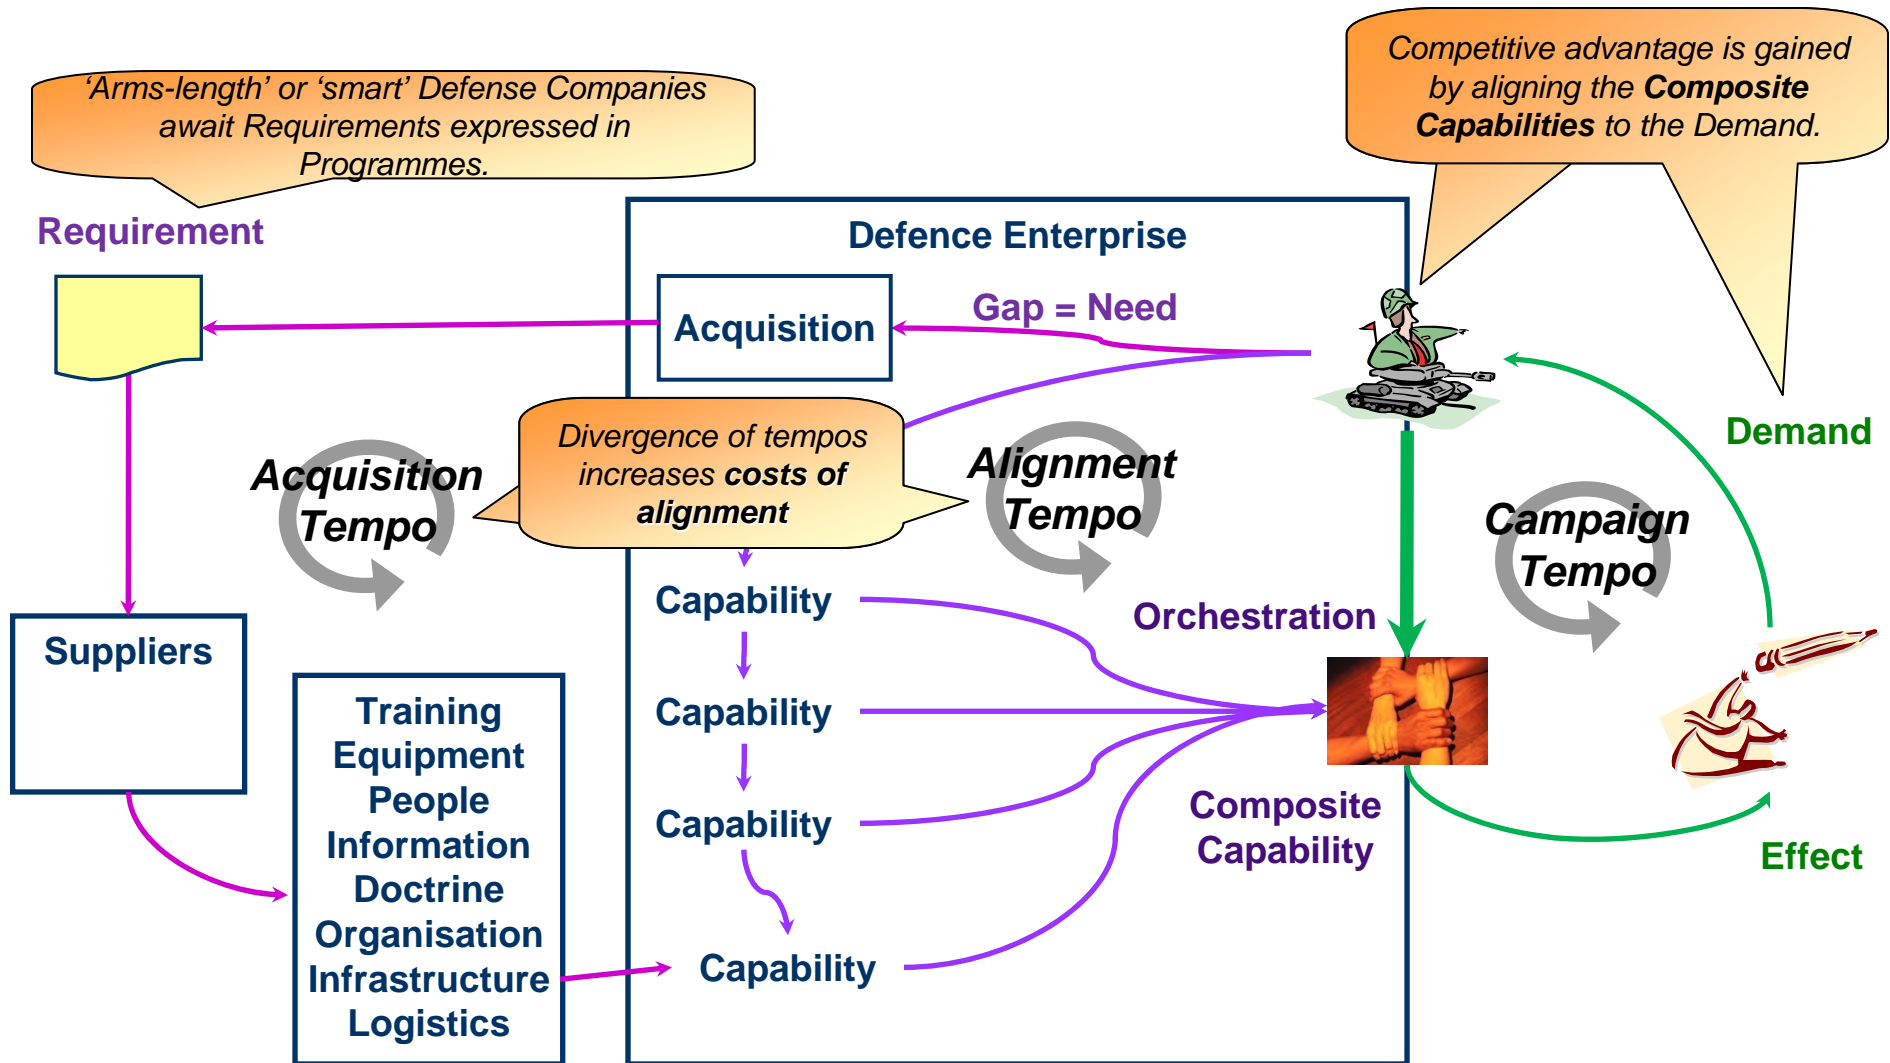 ‘Arms-length’ or ‘smart’ Defense Companies
await Requirements expressed in
Programmes.
Competitive advantage is gained
by aligning the Composite
Capabilities to the Demand.
Requirement
Defence Enterprise
Acquisition
Gap = Need
Demand
Acquisition
Tempo
Divergence of tempos
increases costs of
alignment
Alignment
Tempo
Campaign
Tempo
Suppliers
Capability
Orchestration
Training
Equipment
People
Information
Doctrine
Organisation
Infrastructure
Logistics
Capability
Capability
Composite
Capability
Effect
Capability